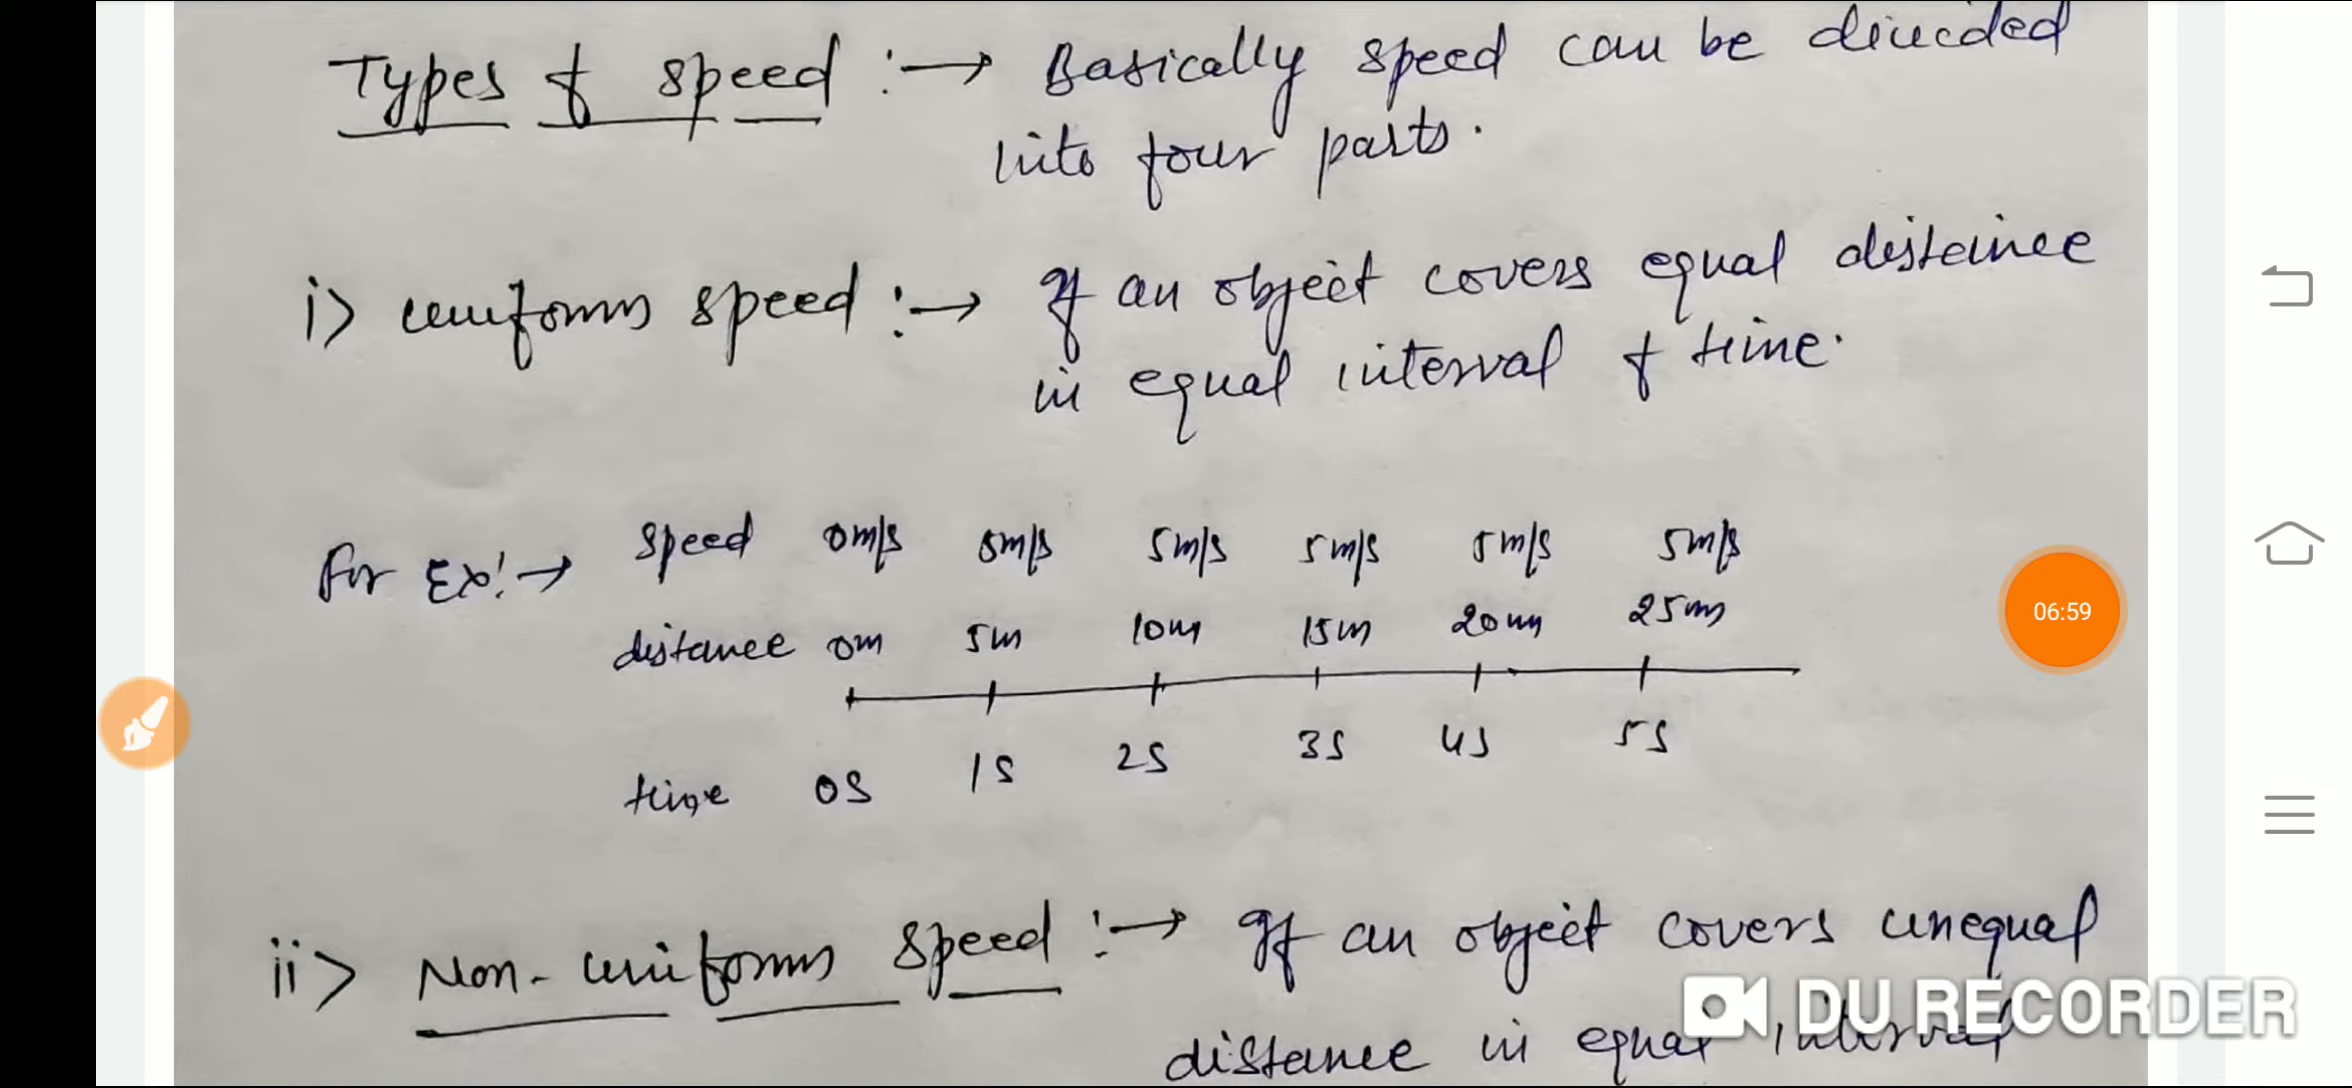 Types of speed :→ Basically speed can be divided
into four parts.
i> uniform speed :→ If an object covers equal distance
in equal interval of time.
For Ex:→ speed 0m/s 5m/s 5m/s 5m/s 5m/s 5m/s
distance 0m 5m 10m 15m 20m 25m
time 0S 1S 2S 3S 4S 5S
06:59
ii> Non-uniform speed :→ If an object covers unequal
distance in equal interval
DU RECORDER